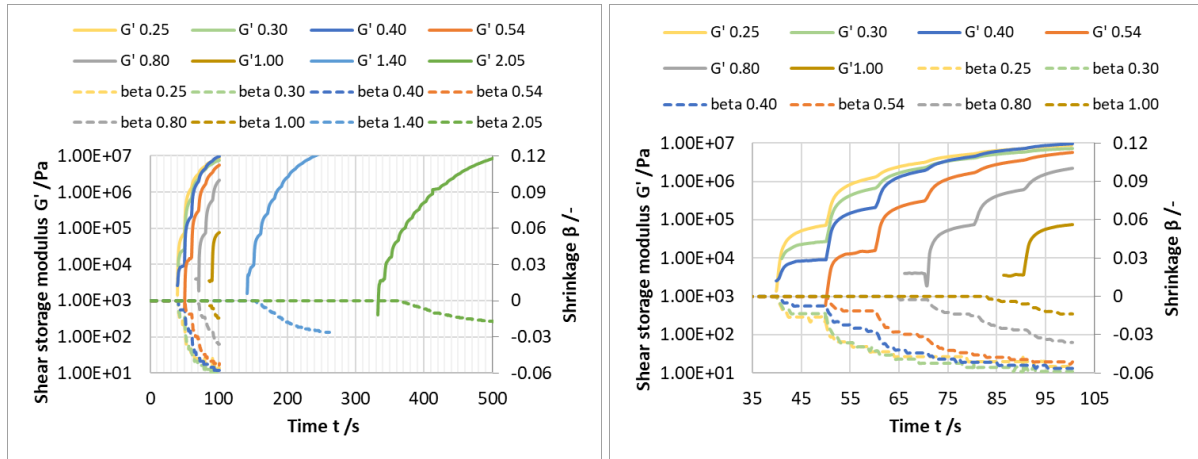 G' 0.25 G' 0.30 G' 0.40 G' 0.54
G' 0.80 G'1.00 G' 1.40 G' 2.05
beta 0.25 beta 0.30 beta 0.40 beta 0.54
beta 0.80 beta 1.00 beta 1.40 beta 2.05
Shear storage modulus G' /Pa
1.00E+07
1.00E+06
1.00E+05
1.00E+04
1.00E+03
1.00E+02
1.00E+01
0.12
0.09
0.06
0.03
0
-0.03
-0.06
Shrinkage β /-
0 100 200 300 400 500
Time t /s
G' 0.25 G' 0.30 G' 0.40 G' 0.54
G' 0.80 G'1.00 beta 0.25 beta 0.30
beta 0.40 beta 0.54 beta 0.80 beta 1.00
Shear storage modulus G' /Pa
1.00E+07
1.00E+06
1.00E+05
1.00E+04
1.00E+03
1.00E+02
1.00E+01
0.12
0.09
0.06
0.03
0
-0.03
-0.06
Shrinkage β /-
35 45 55 65 75 85 95 105
Time t /s